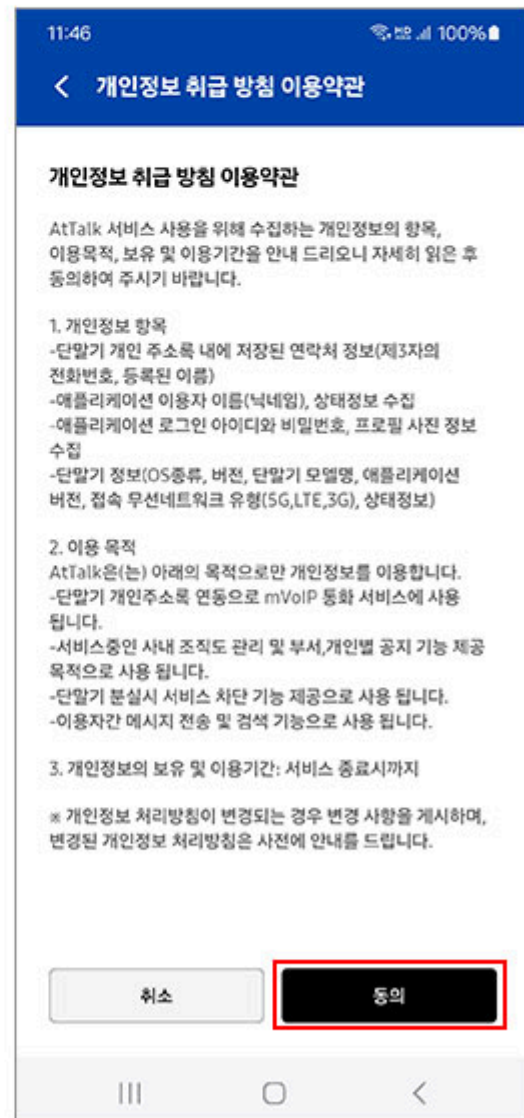 11:46
100%
개인정보 취급 방침 이용약관
개인정보 취급 방침 이용약관
AtTalk 서비스 사용을 위해 수집하는 개인정보의 항목,
이용목적, 보유 및 이용기간을 안내 드리오니 자세히 읽은 후
동의하여 주시기 바랍니다.
1. 개인정보 항목
-단말기 개인 주소록 내에 저장된 연락처 정보(제3자의
전화번호, 등록된 이름)
-애플리케이션 이용자 이름(닉네임), 상태정보 수집
-애플리케이션 로그인 아이디와 비밀번호, 프로필 사진 정보
수집
-단말기 정보(OS종류, 버전, 단말기 모델명, 애플리케이션
버전, 접속 무선네트워크 유형(5G,LTE,3G), 상태정보)
2. 이용 목적
AtTalk은(는) 아래의 목적으로만 개인정보를 이용합니다.
-단말기 개인주소록 연동으로 mVoIP 통화 서비스에 사용
됩니다.
-서비스중인 사내 조직도 관리 및 부서,개인별 공지 기능 제공
목적으로 사용 됩니다.
-단말기 분실시 서비스 차단 기능 제공으로 사용 됩니다.
-이용자간 메시지 전송 및 검색 기능으로 사용 됩니다.
3. 개인정보의 보유 및 이용기간: 서비스 종료시까지
※ 개인정보 처리방침이 변경되는 경우 변경 사항을 게시하며,
변경된 개인정보 처리방침은 사전에 안내를 드립니다.
취소
동의